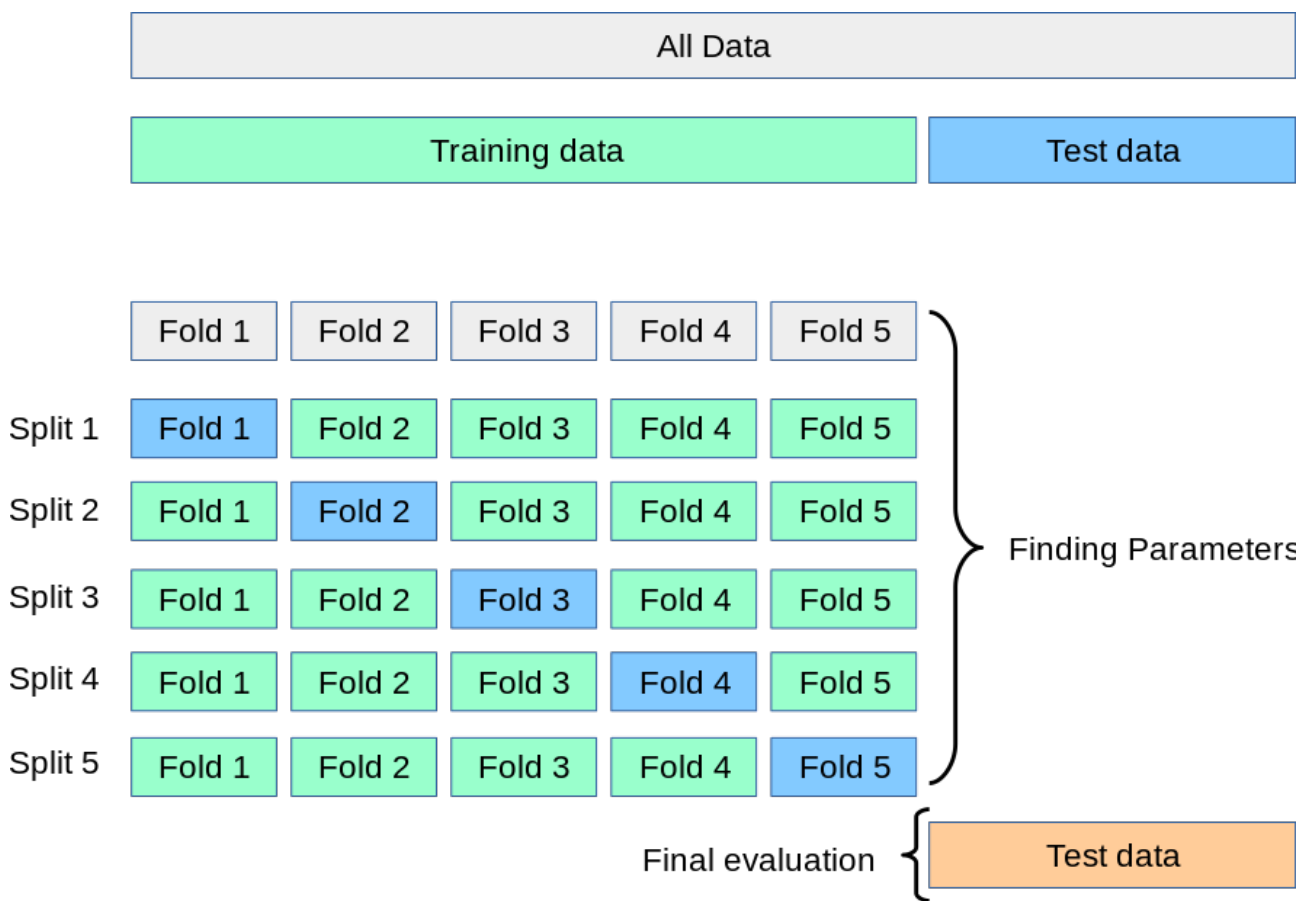 All Data
Training data Test data
Fold 1 Fold 2 Fold 3 Fold 4 Fold 5
Split 1 Fold 1 Fold 2 Fold 3 Fold 4 Fold 5
Split 2 Fold 1 Fold 2 Fold 3 Fold 4 Fold 5
Finding Parameters
Split 3 Fold 1 Fold 2 Fold 3 Fold 4 Fold 5
Split 4 Fold 1 Fold 2 Fold 3 Fold 4 Fold 5
Split 5 Fold 1 Fold 2 Fold 3 Fold 4 Fold 5
Final evaluation Test data